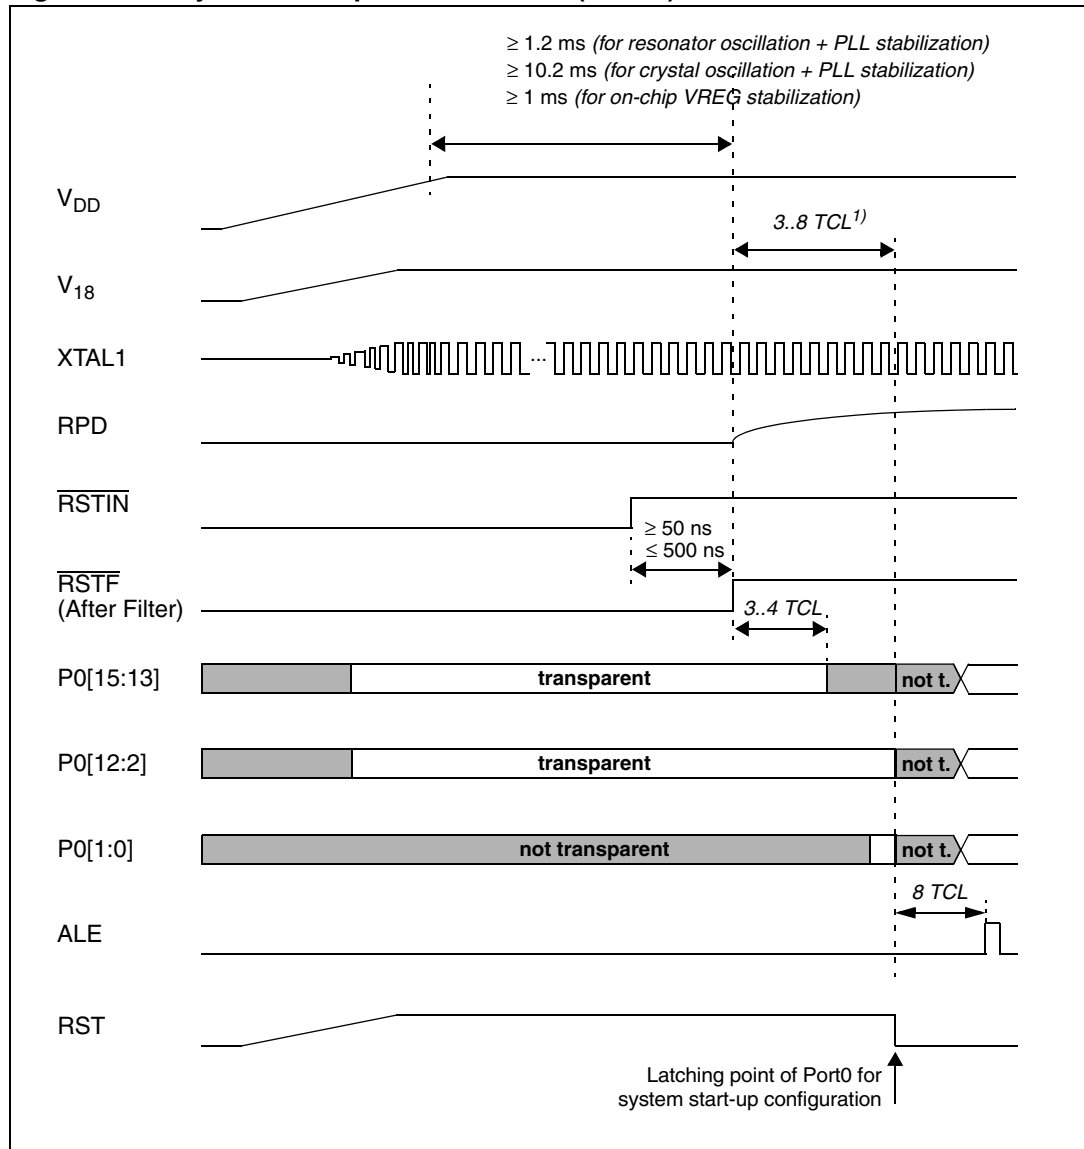 ≥ 1.2 ms (for resonator oscillation + PLL stabilization)
≥ 10.2 ms (for crystal oscillation + PLL stabilization)
≥ 1 ms (for on-chip VREG stabilization)
VDD
3..8 TCL1)
V18
XTAL1
...
RPD
RSTIN
≥ 50 ns
≤ 500 ns
RSTF
(After Filter)
3..4 TCL
P0[15:13]
transparent
not t.
P0[12:2]
transparent
not t.
P0[1:0]
not transparent
not t.
8 TCL
ALE
RST
Latching point of Port0 for
system start-up configuration